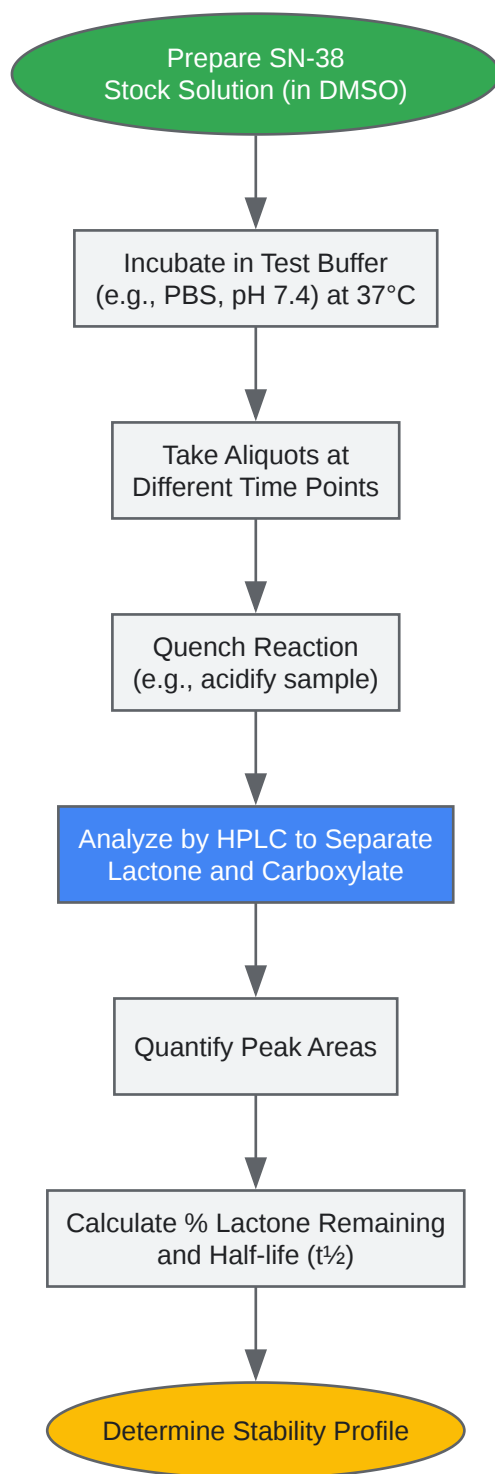 Prepare SN-38
Stock Solution (in DMSO)
Incubate in Test Buffer
(e.g., PBS, pH 7.4) at 37°C
Take Aliquots at
Different Time Points
Quench Reaction
(e.g., acidify sample)
Analyze by HPLC to Separate
Lactone and Carboxylate
Quantify Peak Areas
Calculate % Lactone Remaining
and Half-life (t½)
Determine Stability Profile